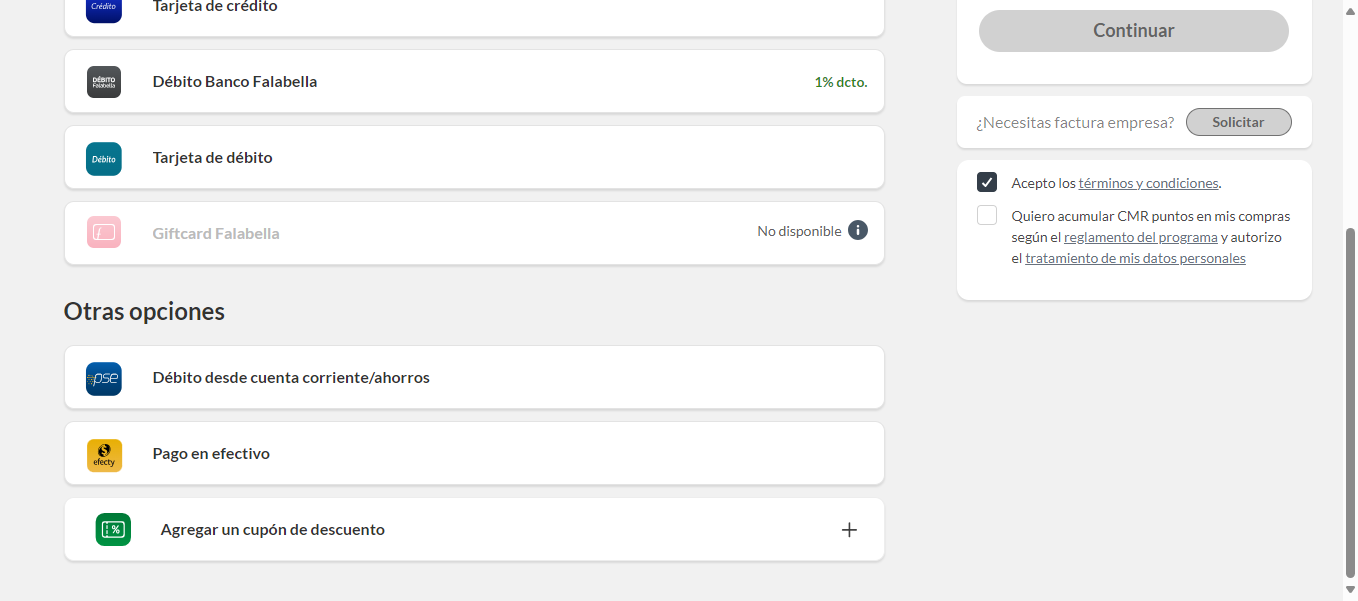 Crédito
Tarjeta de crédito
DÉBITO
Falabella
Débito Banco Falabella
1% dcto.
Débito
Tarjeta de débito
Giftcard Falabella
No disponible
i
Otras opciones
pse
Débito desde cuenta corriente/ahorros
$
efecty
Pago en efectivo
%
Agregar un cupón de descuento
+
Continuar
¿Necesitas factura empresa?
Solicitar
Acepto los términos y condiciones.
Quiero acumular CMR puntos en mis compras
según el reglamento del programa y autorizo
el tratamiento de mis datos personales